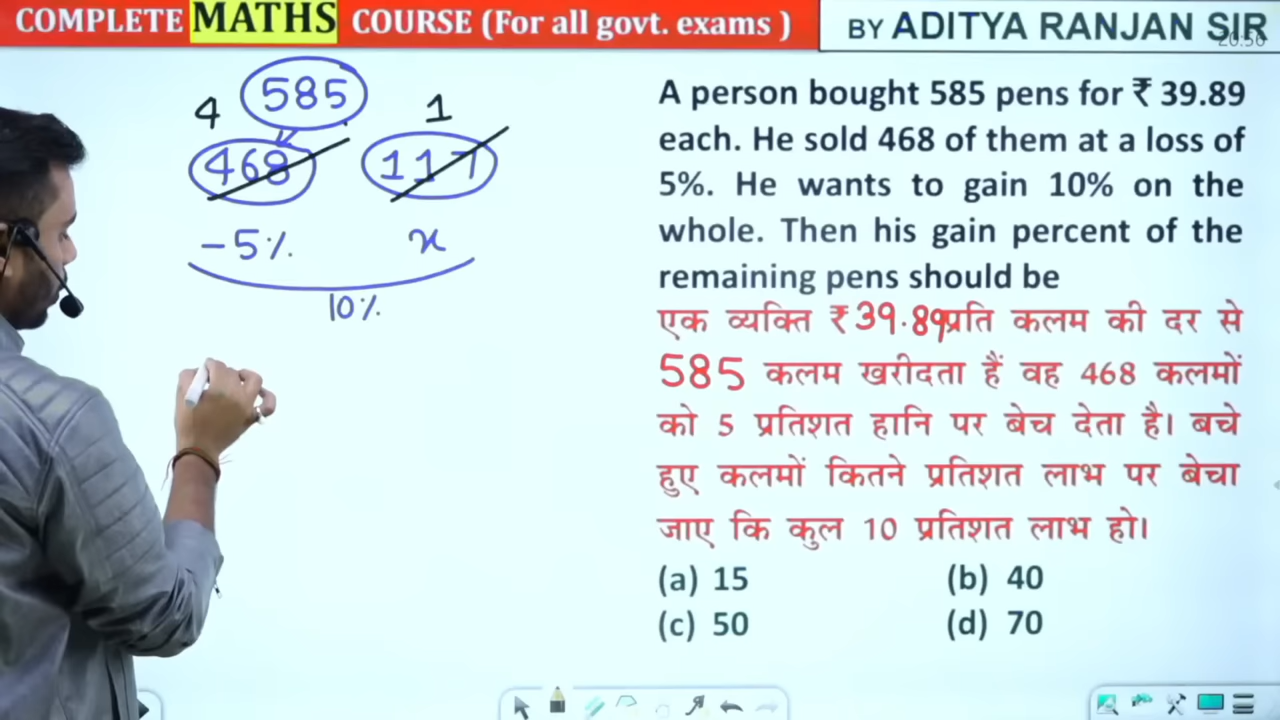 COMPLETE MATHS COURSE (For all govt. exams )
BY ADITYA RANJAN SIR
20:56
585
4 1
468 117
-5% x
10%
A person bought 585 pens for ₹ 39.89
each. He sold 468 of them at a loss of
5%. He wants to gain 10% on the
whole. Then his gain percent of the
remaining pens should be
एक व्यक्ति ₹ 39.89 प्रति कलम की दर से
585 कलम खरीदता हैं वह 468 कलमों
को 5 प्रतिशत हानि पर बेच देता है। बचे
हुए कलमों कितने प्रतिशत लाभ पर बेचा
जाए कि कुल 10 प्रतिशत लाभ हो।
(a) 15 (b) 40
(c) 50 (d) 70